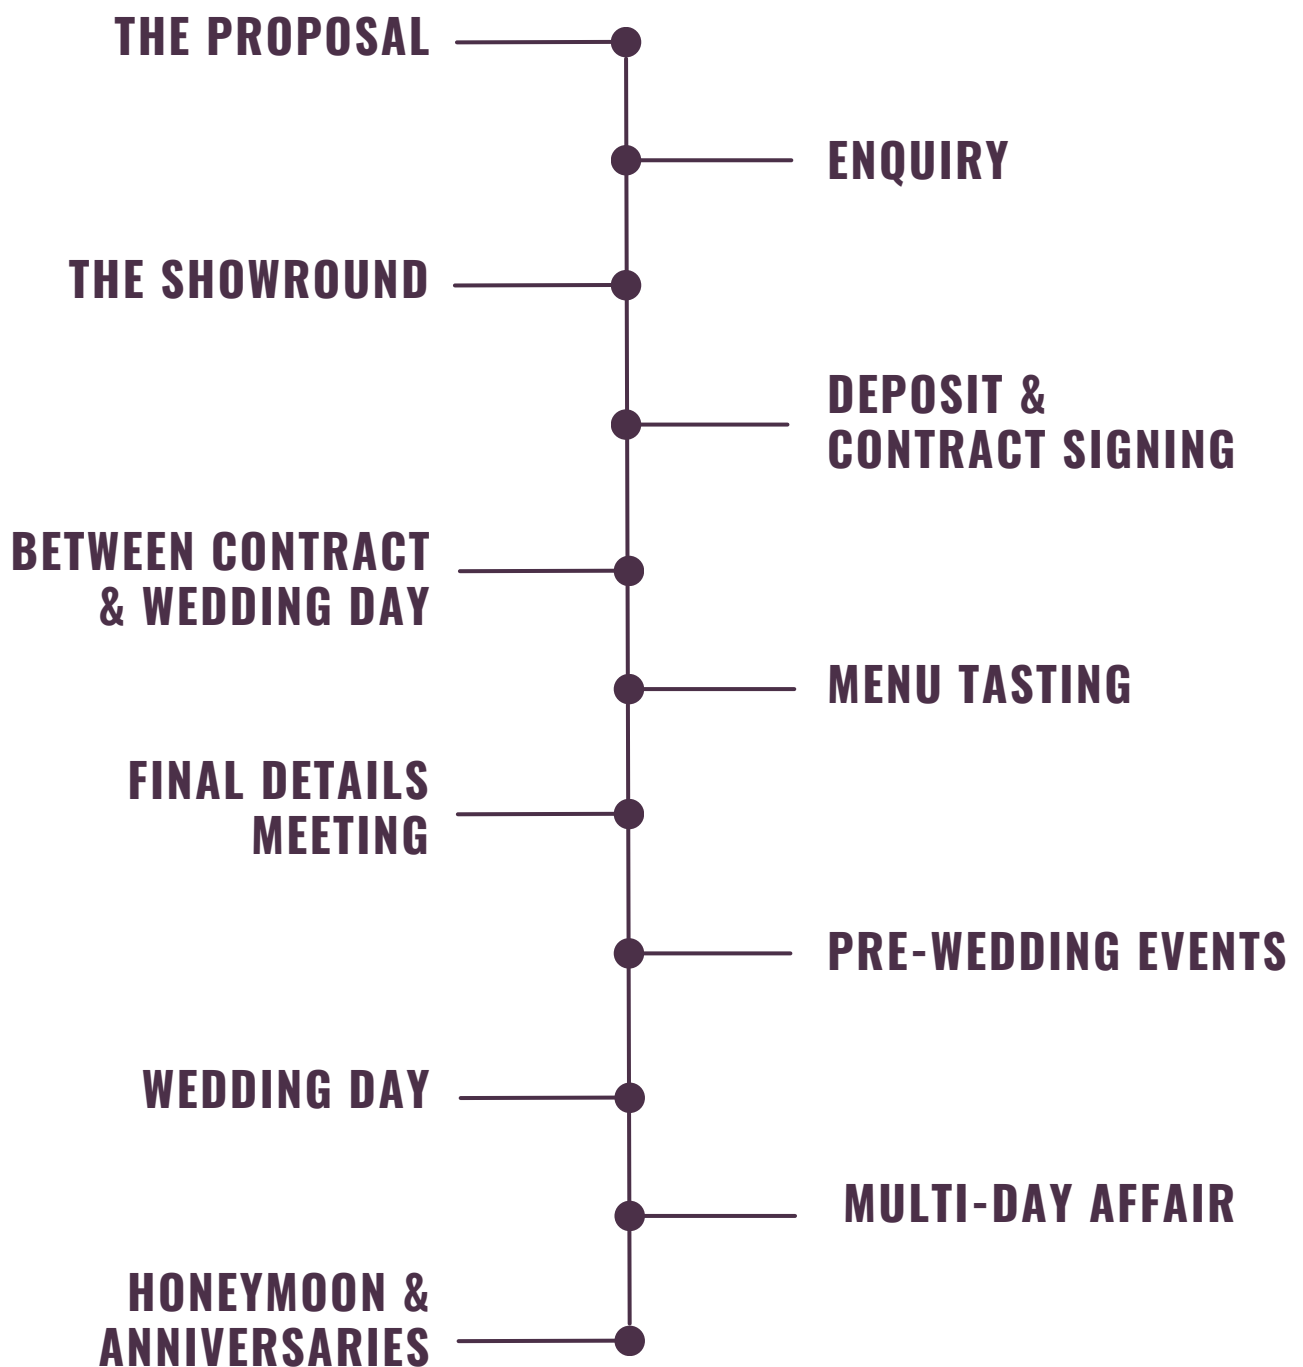 THE PROPOSAL
ENQUIRY
THE SHOWROUND
DEPOSIT &
CONTRACT SIGNING
BETWEEN CONTRACT
& WEDDING DAY
MENU TASTING
FINAL DETAILS
MEETING
PRE-WEDDING EVENTS
WEDDING DAY
MULTI-DAY AFFAIR
HONEYMOON &
ANNIVERSARIES